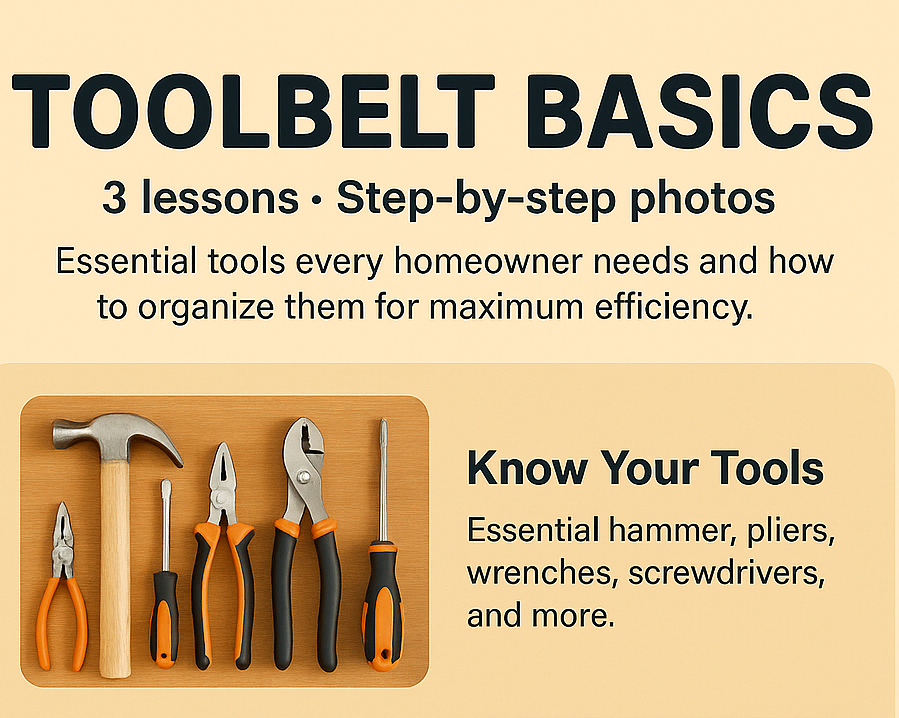 TOOLBELT BASICS
3 lessons · Step-by-step photos
Essential tools every homeowner needs and how
to organize them for maximum efficiency.
Know Your Tools
Essential hammer, pliers,
wrenches, screwdrivers,
and more.